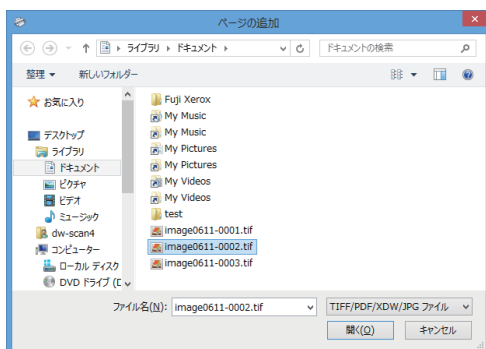 ページの追加
ライブラリ ▸ ドキュメント ▸
ドキュメントの検索
整理 ▼ 新しいフォルダー
お気に入り
デスクトップ
ライブラリ
ドキュメント
ピクチャ
ビデオ
ミュージック
dw-scan4
コンピューター
ローカル ディスク
DVD ドライブ (E
Fuji Xerox
My Music
My Music
My Pictures
My Pictures
My Videos
My Videos
test
image0611-0001.tif
image0611-0002.tif
image0611-0003.tif
ファイル名(N): image0611-0002.tif
TIFF/PDF/XDW/JPG ファイル
開く(O) キャンセル